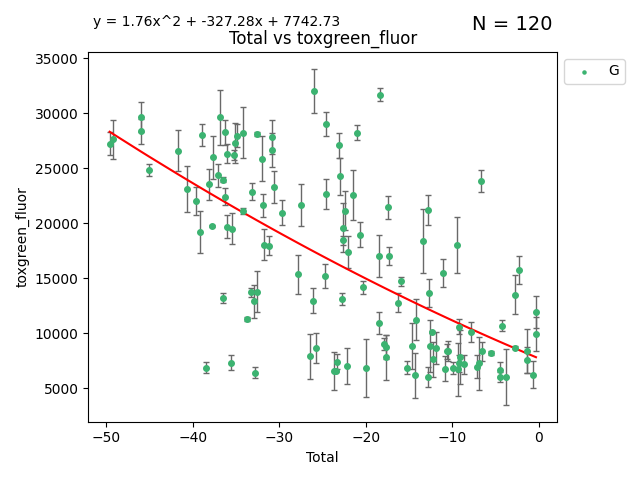 y = 1.76x^2 + -327.28x + 7742.73
N = 120
Total vs toxgreen_fluor
G
35000
30000
25000
20000
15000
10000
5000
toxgreen_fluor
−50
−40
−30
−20
−10
0
Total